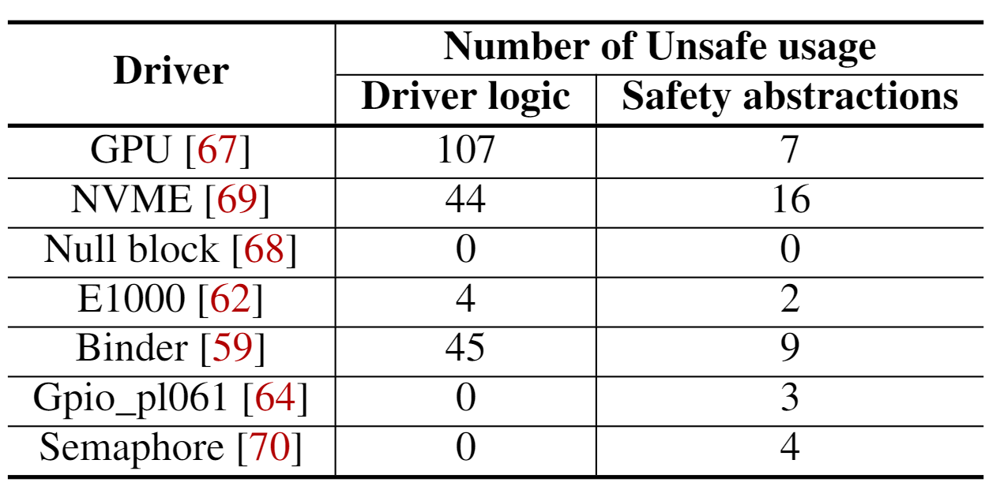 Driver Number of Unsafe usage
Driver logic Safety abstractions
GPU [67] 107 7
NVME [69] 44 16
Null block [68] 0 0
E1000 [62] 4 2
Binder [59] 45 9
Gpio_pl061 [64] 0 3
Semaphore [70] 0 4